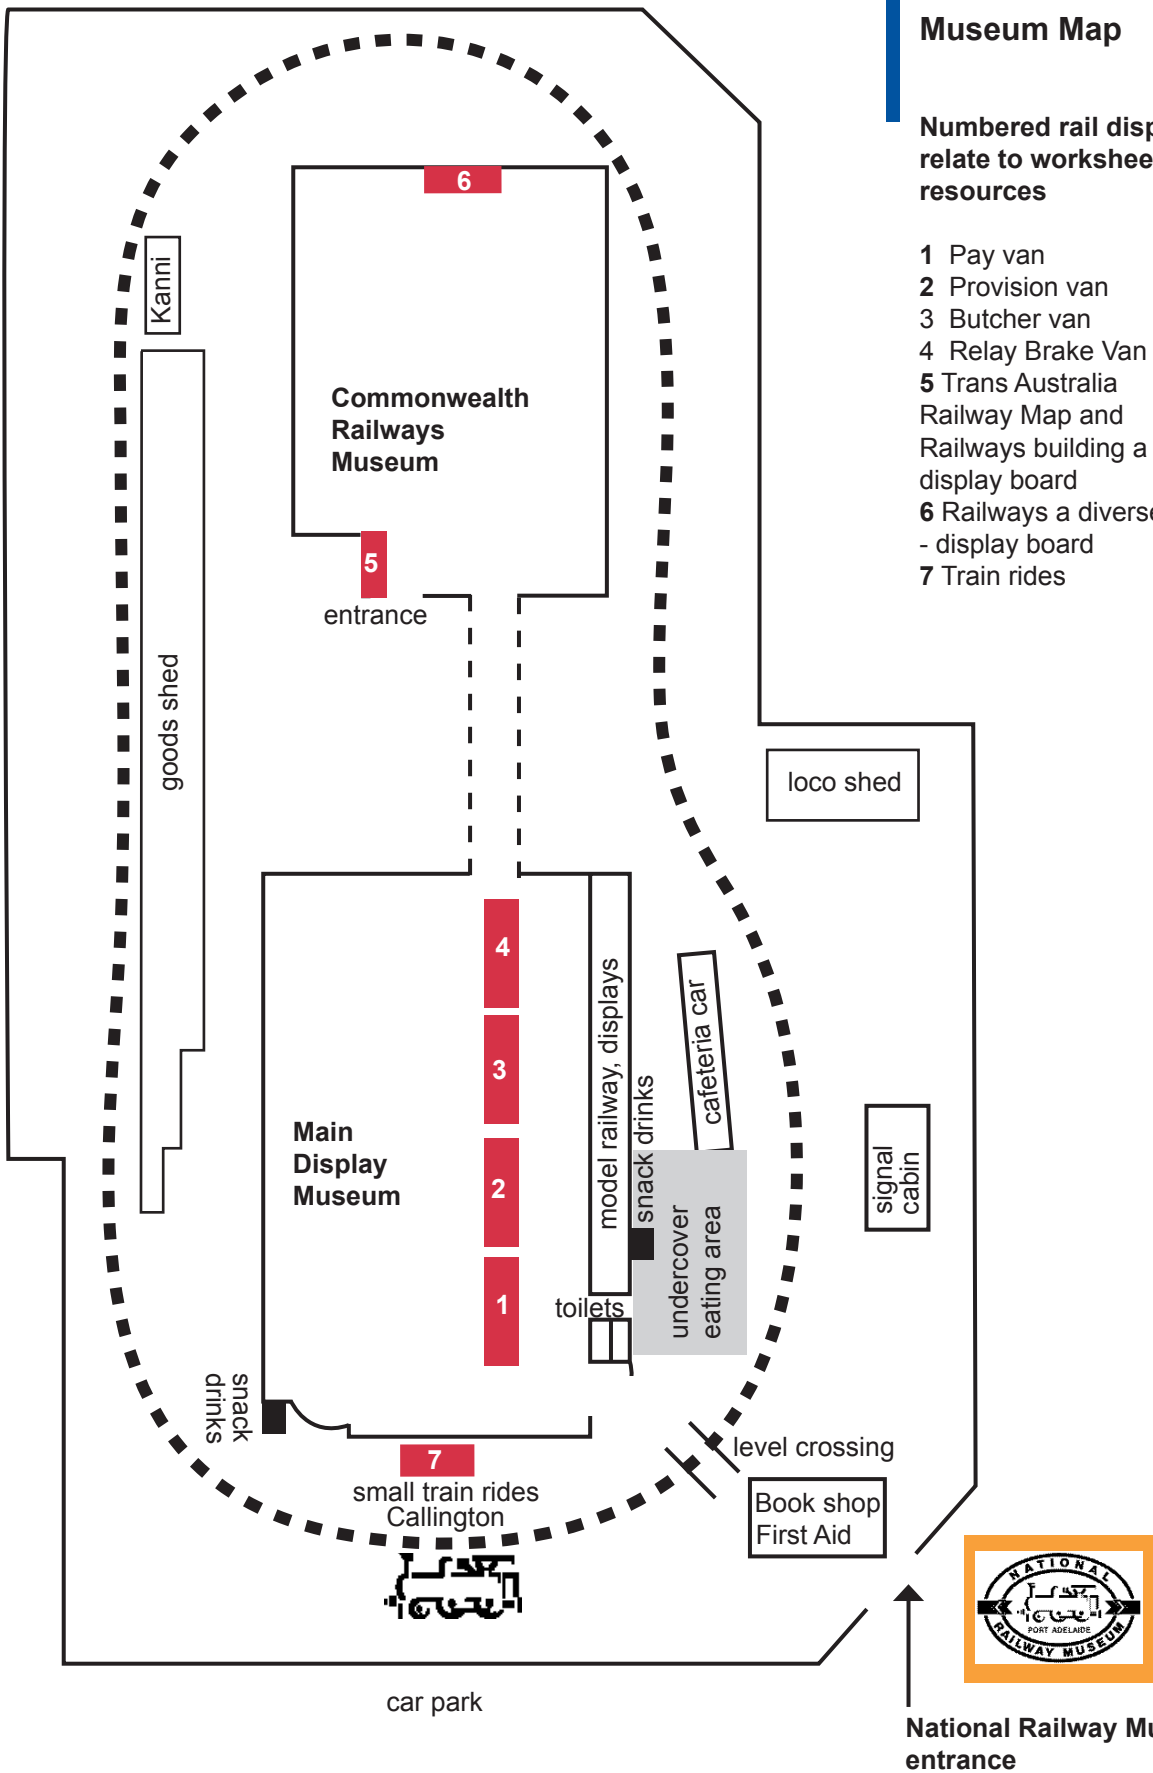 Museum Map
Numbered rail disp
relate to workshee
resources
1 Pay van
2 Provision van
3 Butcher van
4 Relay Brake Van
5 Trans Australia
Railway Map and
Railways building a
display board
6 Railways a diverse
- display board
7 Train rides
6
Kanni
Commonwealth
Railways
Museum
5
entrance
goods shed
loco shed
4
3
2
1
Main
Display
Museum
model railway, displays
snack drinks
cafeteria car
undercover
eating area
signal
cabin
toilets
snack
drinks
7
small train rides
Callington
level crossing
Book shop
First Aid
NATIONAL
PORT ADELAIDE
RAILWAY MUSEUM
car park
National Railway Mu
entrance